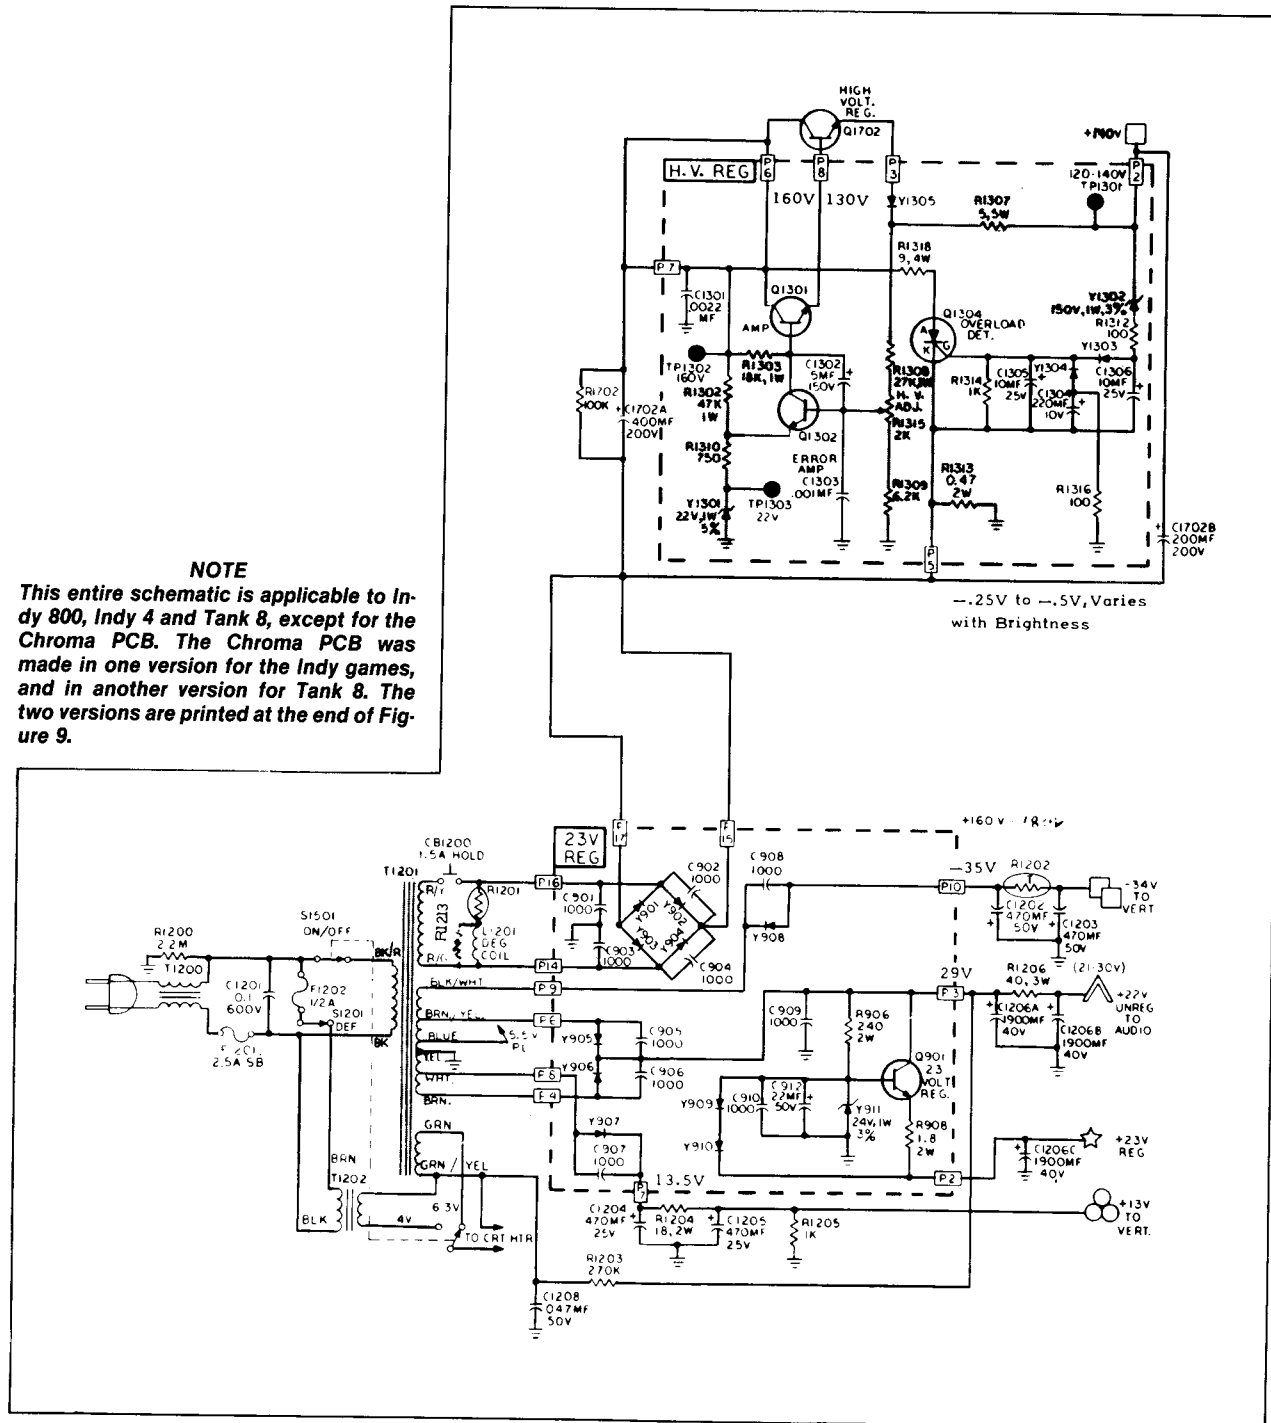 HIGH
VOLT.
REG.
Q1702
H.V. REG
P6
P8
P3
P2
160V
130V
Y1305
120-140V
TP1301
R1307
5,5W
R1318
9,4W
P7
C1301
.0022
MF
Q1301
AMP
Q1304
OVERLOAD
DET.
A
K
G
Y1302
150V,1W,3%
R1312
100
Y1303
TP1302
160V
R1303
18K,1W
C1302
5MF
150V
R1302
47K
1W
R1308
H. V.
ADJ.
R1315
2K
R1314
1K
C1305
10MF
25V
Y1304
C1304
220MF
10V
C1306
10MF
25V
R1702
100K
C1702A
400MF
200V
Q1302
ERROR
AMP
R1310
750
C1303
.001MF
R1309
6.2K
R1313
0.47
2W
R1316
100
Y1301
22V,1W
5%
TP1303
22V
C1702B
200MF
200V
P5
-.25V to -.5V, Varies
with Brightness
NOTE
This entire schematic is applicable to In-
dy 800, Indy 4 and Tank 8, except for the
Chroma PCB. The Chroma PCB was
made in one version for the Indy games,
and in another version for Tank 8. The
two versions are printed at the end of Fig-
ure 9.
23V
REG
15
+160V
CB1200
1.5A HOLD
T1201
R/Y
R1201
R1213
L1201
DEG
COIL
R/G
P16
P14
C901
1000
C903
1000
C902
1000
C904
1000
Y901
Y902
Y903
Y904
C908
1000
Y908
-35V
P10
R1202
C1202
470MF
50V
C1203
470MF
50V
-34V
TO
VERT
R1200
2.2M
T1200
S1501
ON/OFF
C1201
0.1
600V
F1202
1/2A
S1201
DEF
2.5A SB
BK/R
BK
BLK/WHT
P9
BRN/YEL
P6
BLUE
5.5V
YEL
WHT.
BRN.
GRN
GRN / YEL
Y905
Y906
C905
1000
C906
1000
Y907
C907
1000
C909
1000
R906
240
2W
29V
P3
R1206
40,3W
(21-30V)
C1206A
1900MF
40V
C1206B
1900MF
40V
+22V
UNREG
TO
AUDIO
Q901
23
VOLT
REG.
Y909
Y910
C910
1000
C912
22MF
50V
Y911
24V,1W
3%
R908
1.8
2W
P2
C1206C
1900MF
40V
+23V
REG
BRN
T1202
BLK
4V
6.3V
TO CRT HTR
13.5V
C1204
470MF
25V
R1204
18,2W
C1205
470MF
25V
R1205
1K
+13V
TO
VERT.
R1203
270K
C1208
.047MF
50V